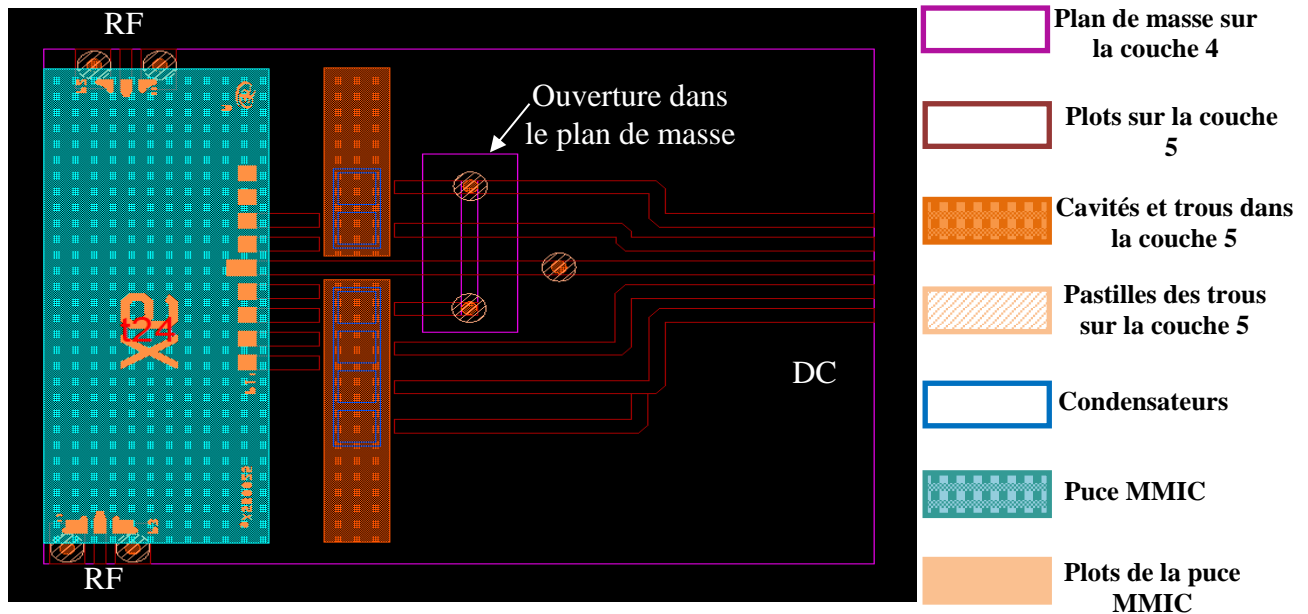 RF
Ouverture dans
le plan de masse
t24
DC
RF
Plan de masse sur
la couche 4
Plots sur la couche
5
Cavités et trous dans
la couche 5
Pastilles des trous
sur la couche 5
Condensateurs
Puce MMIC
Plots de la puce
MMIC